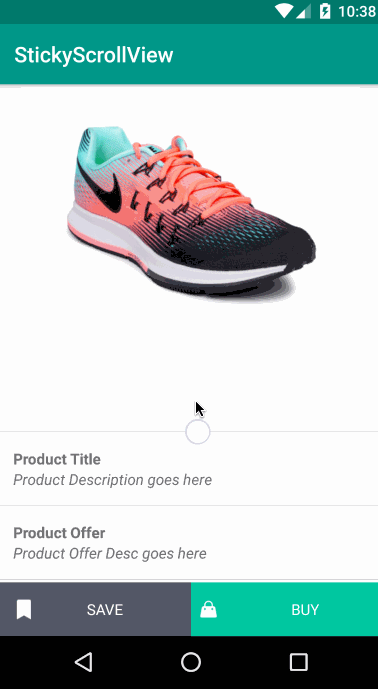 10:38
StickyScrollView
Product Title
Product Description goes here
Product Offer
Product Offer Desc goes here
SAVE
BUY